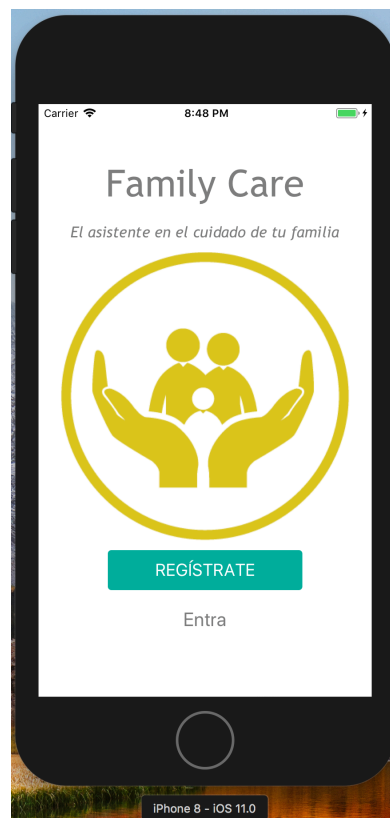 Carrier 8:48 PM
Family Care
El asistente en el cuidado de tu familia
REGÍSTRATE
Entra
iPhone 8 – iOS 11.0